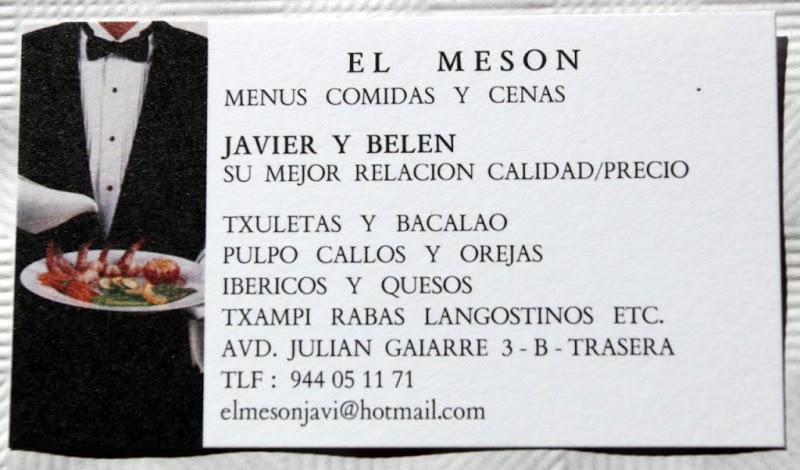 EL MESON
MENUS COMIDAS Y CENAS
JAVIER Y BELEN
SU MEJOR RELACION CALIDAD/PRECIO
TXULETAS Y BACALAO
PULPO CALLOS Y OREJAS
IBERICOS Y QUESOS
TXAMPI RABAS LANGOSTINOS ETC.
AVD. JULIAN GAIARRE 3 - B - TRASERA
TLF : 944 05 11 71
elmesonjavi@hotmail.com